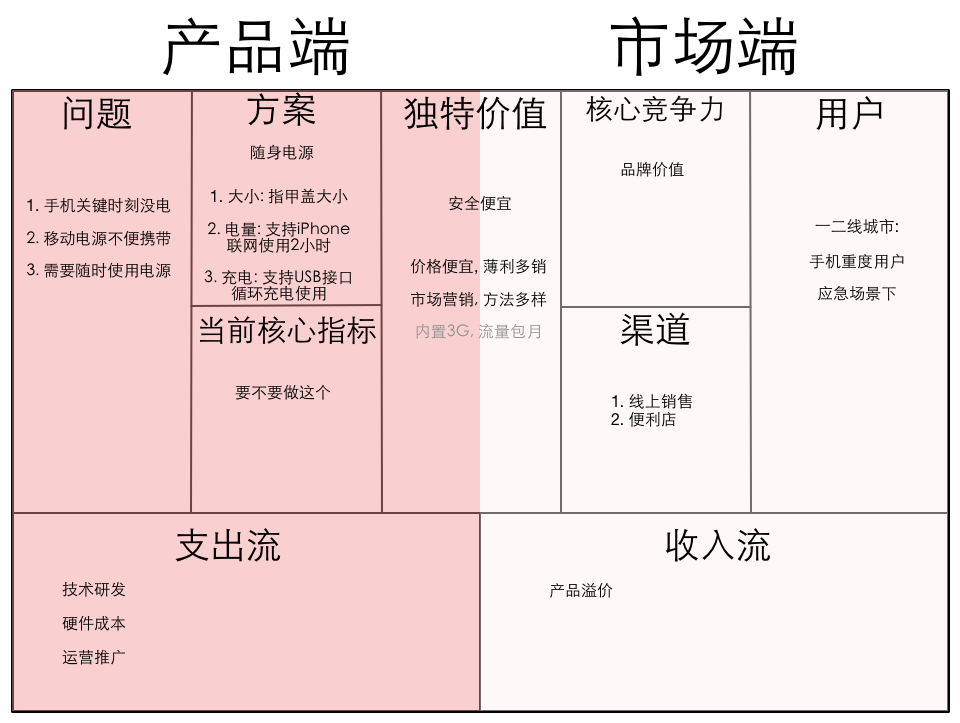 产品端
市场端
问题
1. 手机关键时刻没电
2. 移动电源不便携带
3. 需要随时使用电源
方案
随身电源
1. 大小: 指甲盖大小
2. 电量: 支持iPhone
联网使用2小时
3. 充电: 支持USB接口
循环充电使用
当前核心指标
要不要做这个
独特价值
安全便宜
价格便宜, 薄利多销
市场营销, 方法多样
内置3G, 流量包月
核心竞争力
品牌价值
渠道
1. 线上销售
2. 便利店
用户
一二线城市:
手机重度用户
应急场景下
支出流
技术研发
硬件成本
运营推广
收入流
产品溢价